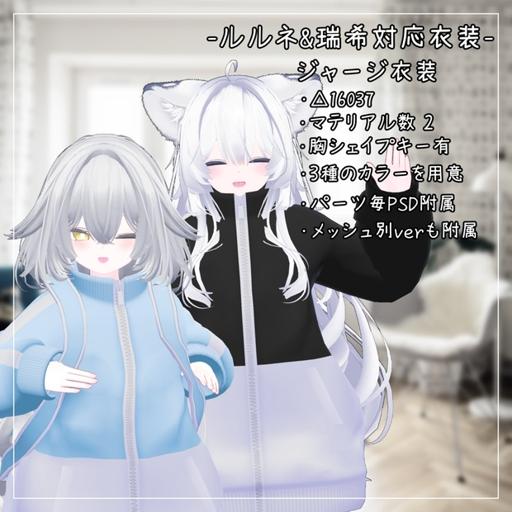 -ルルネ&瑞希対応衣装-
ジャージ衣装
・△16037
・マテリアル数 2
・胸シェイプキー有
・3種のカラーを用意
・パーツ毎PSD附属
・メッシュ別verも附属